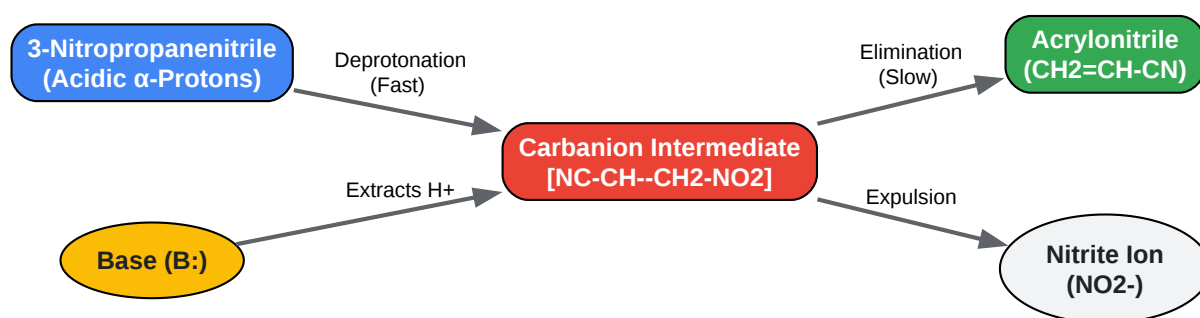 3-Nitropropanenitrile
(Acidic α-Protons)
Deprotonation
(Fast)
Elimination
(Slow)
Acrylonitrile
(CH2=CH-CN)
Carbanion Intermediate
[NC-CH--CH2-NO2]
Extracts H+
Expulsion
Base (B:)
Nitrite Ion
(NO2-)